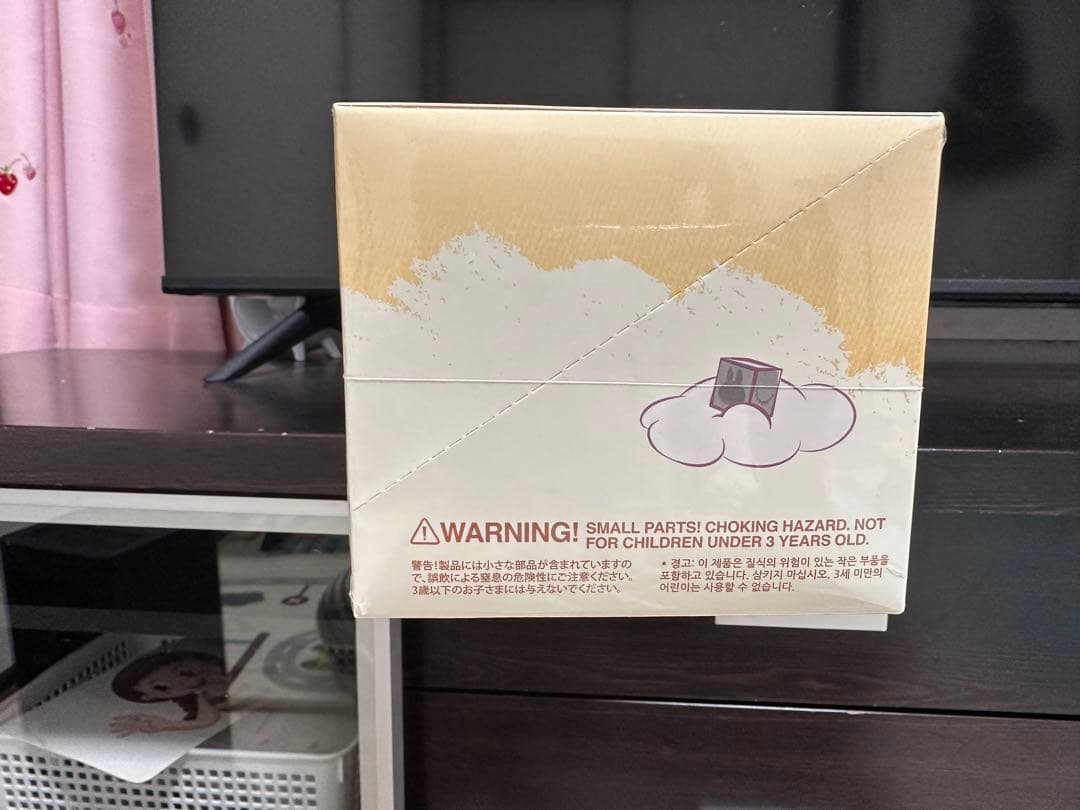 WARNING! SMALL PARTS! CHOKING HAZARD. NOT
FOR CHILDREN UNDER 3 YEARS OLD.
警告!製品には小さな部品が含まれていますの
で、誤飲による窒息の危険性にご注意ください。
3歳以下のお子さまには与えないでください。
* 경고: 이 제품은 질식의 위험이 있는 작은 부품을
포함하고 있습니다. 삼키지 마십시오. 3세 미만의
어린이는 사용할 수 없습니다.